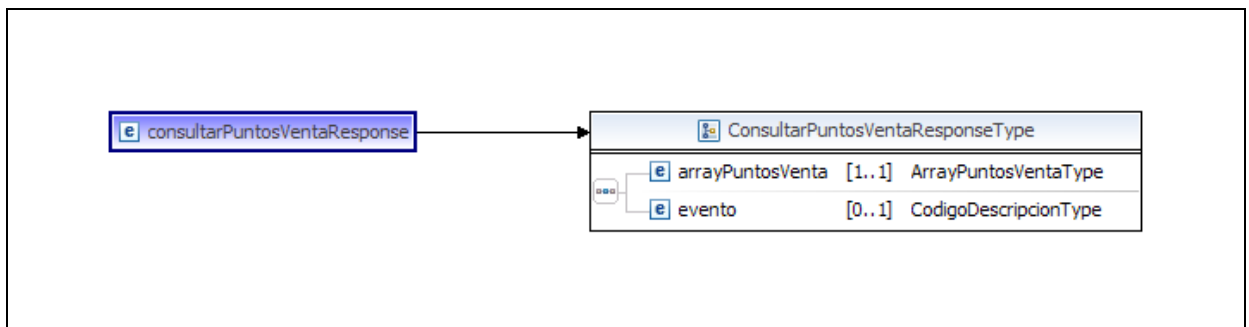 e consultarPuntosVentaResponse
ConsultarPuntosVentaResponseType
e arrayPuntosVenta [1..1] ArrayPuntosVentaType
e evento [0..1] CodigoDescripcionType